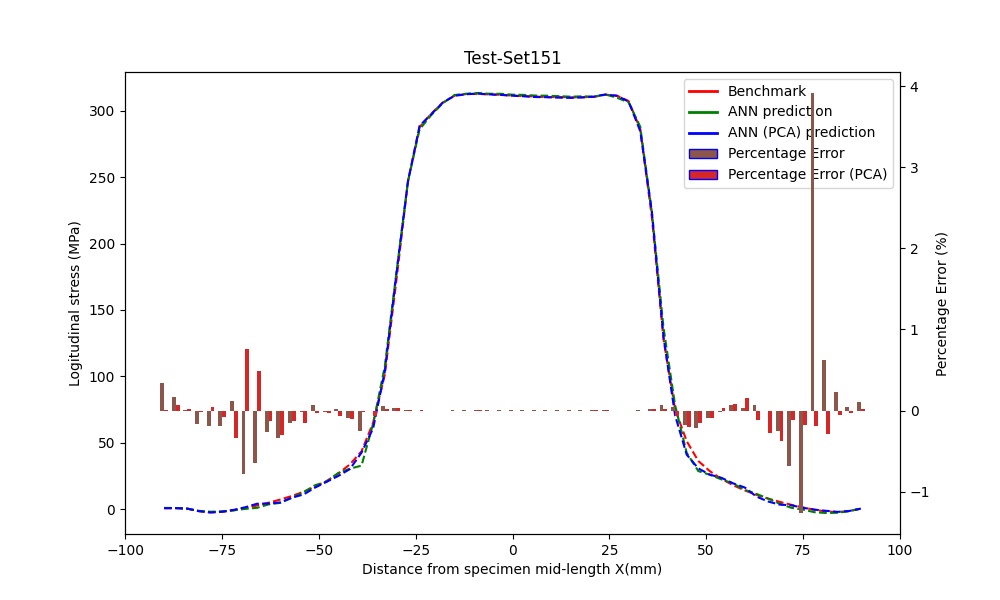 Test-Set151
Benchmark
ANN prediction
ANN (PCA) prediction
Percentage Error
Percentage Error (PCA)
300
250
200
150
100
50
0
4
3
2
1
0
−1
−100 −75 −50 −25 0 25 50 75 100
Logitudinal stress (MPa)
Percentage Error (%)
Distance from specimen mid-length X(mm)